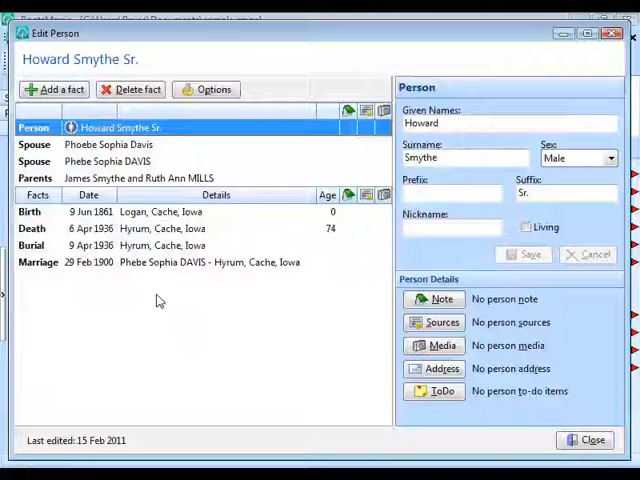 Edit Person
Howard Smythe Sr.
Add a fact
Delete fact
Options
Person Howard Smythe Sr.
Spouse Phoebe Sophia Davis
Spouse Phebe Sophia DAVIS
Parents James Smythe and Ruth Ann MILLS
Facts Date Details Age
Birth 9 Jun 1861 Logan, Cache, Iowa 0
Death 6 Apr 1936 Hyrum, Cache, Iowa 74
Burial 9 Apr 1936 Hyrum, Cache, Iowa
Marriage 29 Feb 1900 Phebe Sophia DAVIS - Hyrum, Cache, Iowa
Last edited: 15 Feb 2011
Person
Given Names:
Howard
Surname: Sex:
Smythe Male
Prefix: Suffix:
Sr.
Nickname:
Living
Save Cancel
Person Details
Note No person note
Sources No person sources
Media No person media
Address No person address
ToDo No person to-do items
Close